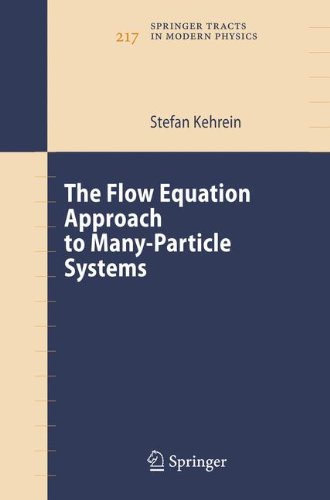 217
SPRINGER TRACTS
IN MODERN PHYSICS
Stefan Kehrein
The Flow Equation
Approach
to Many-Particle
Systems
Springer